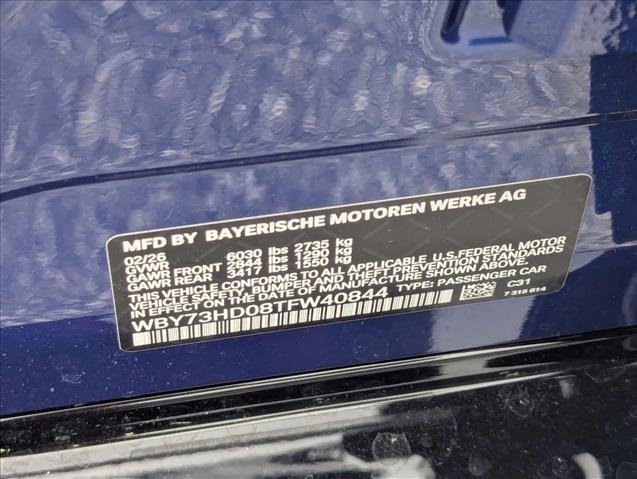 MFD BY BAYERISCHE MOTOREN WERKE AG
02/26
GVWR 6030 lbs 2735 kg
GAWR FRONT 2844 lbs 1290 kg
GAWR REAR 3417 lbs 1550 kg
THIS VEHICLE CONFORMS TO ALL APPLICABLE U.S.FEDERAL MOTOR
VEHICLE SAFETY,BUMPER AND THEFT PREVENTION STANDARDS
IN EFFECT ON THE DATE OF MANUFACTURE SHOWN ABOVE.
WBY73HD08TFW40844 TYPE: PASSENGER CAR
C31
7 315 614